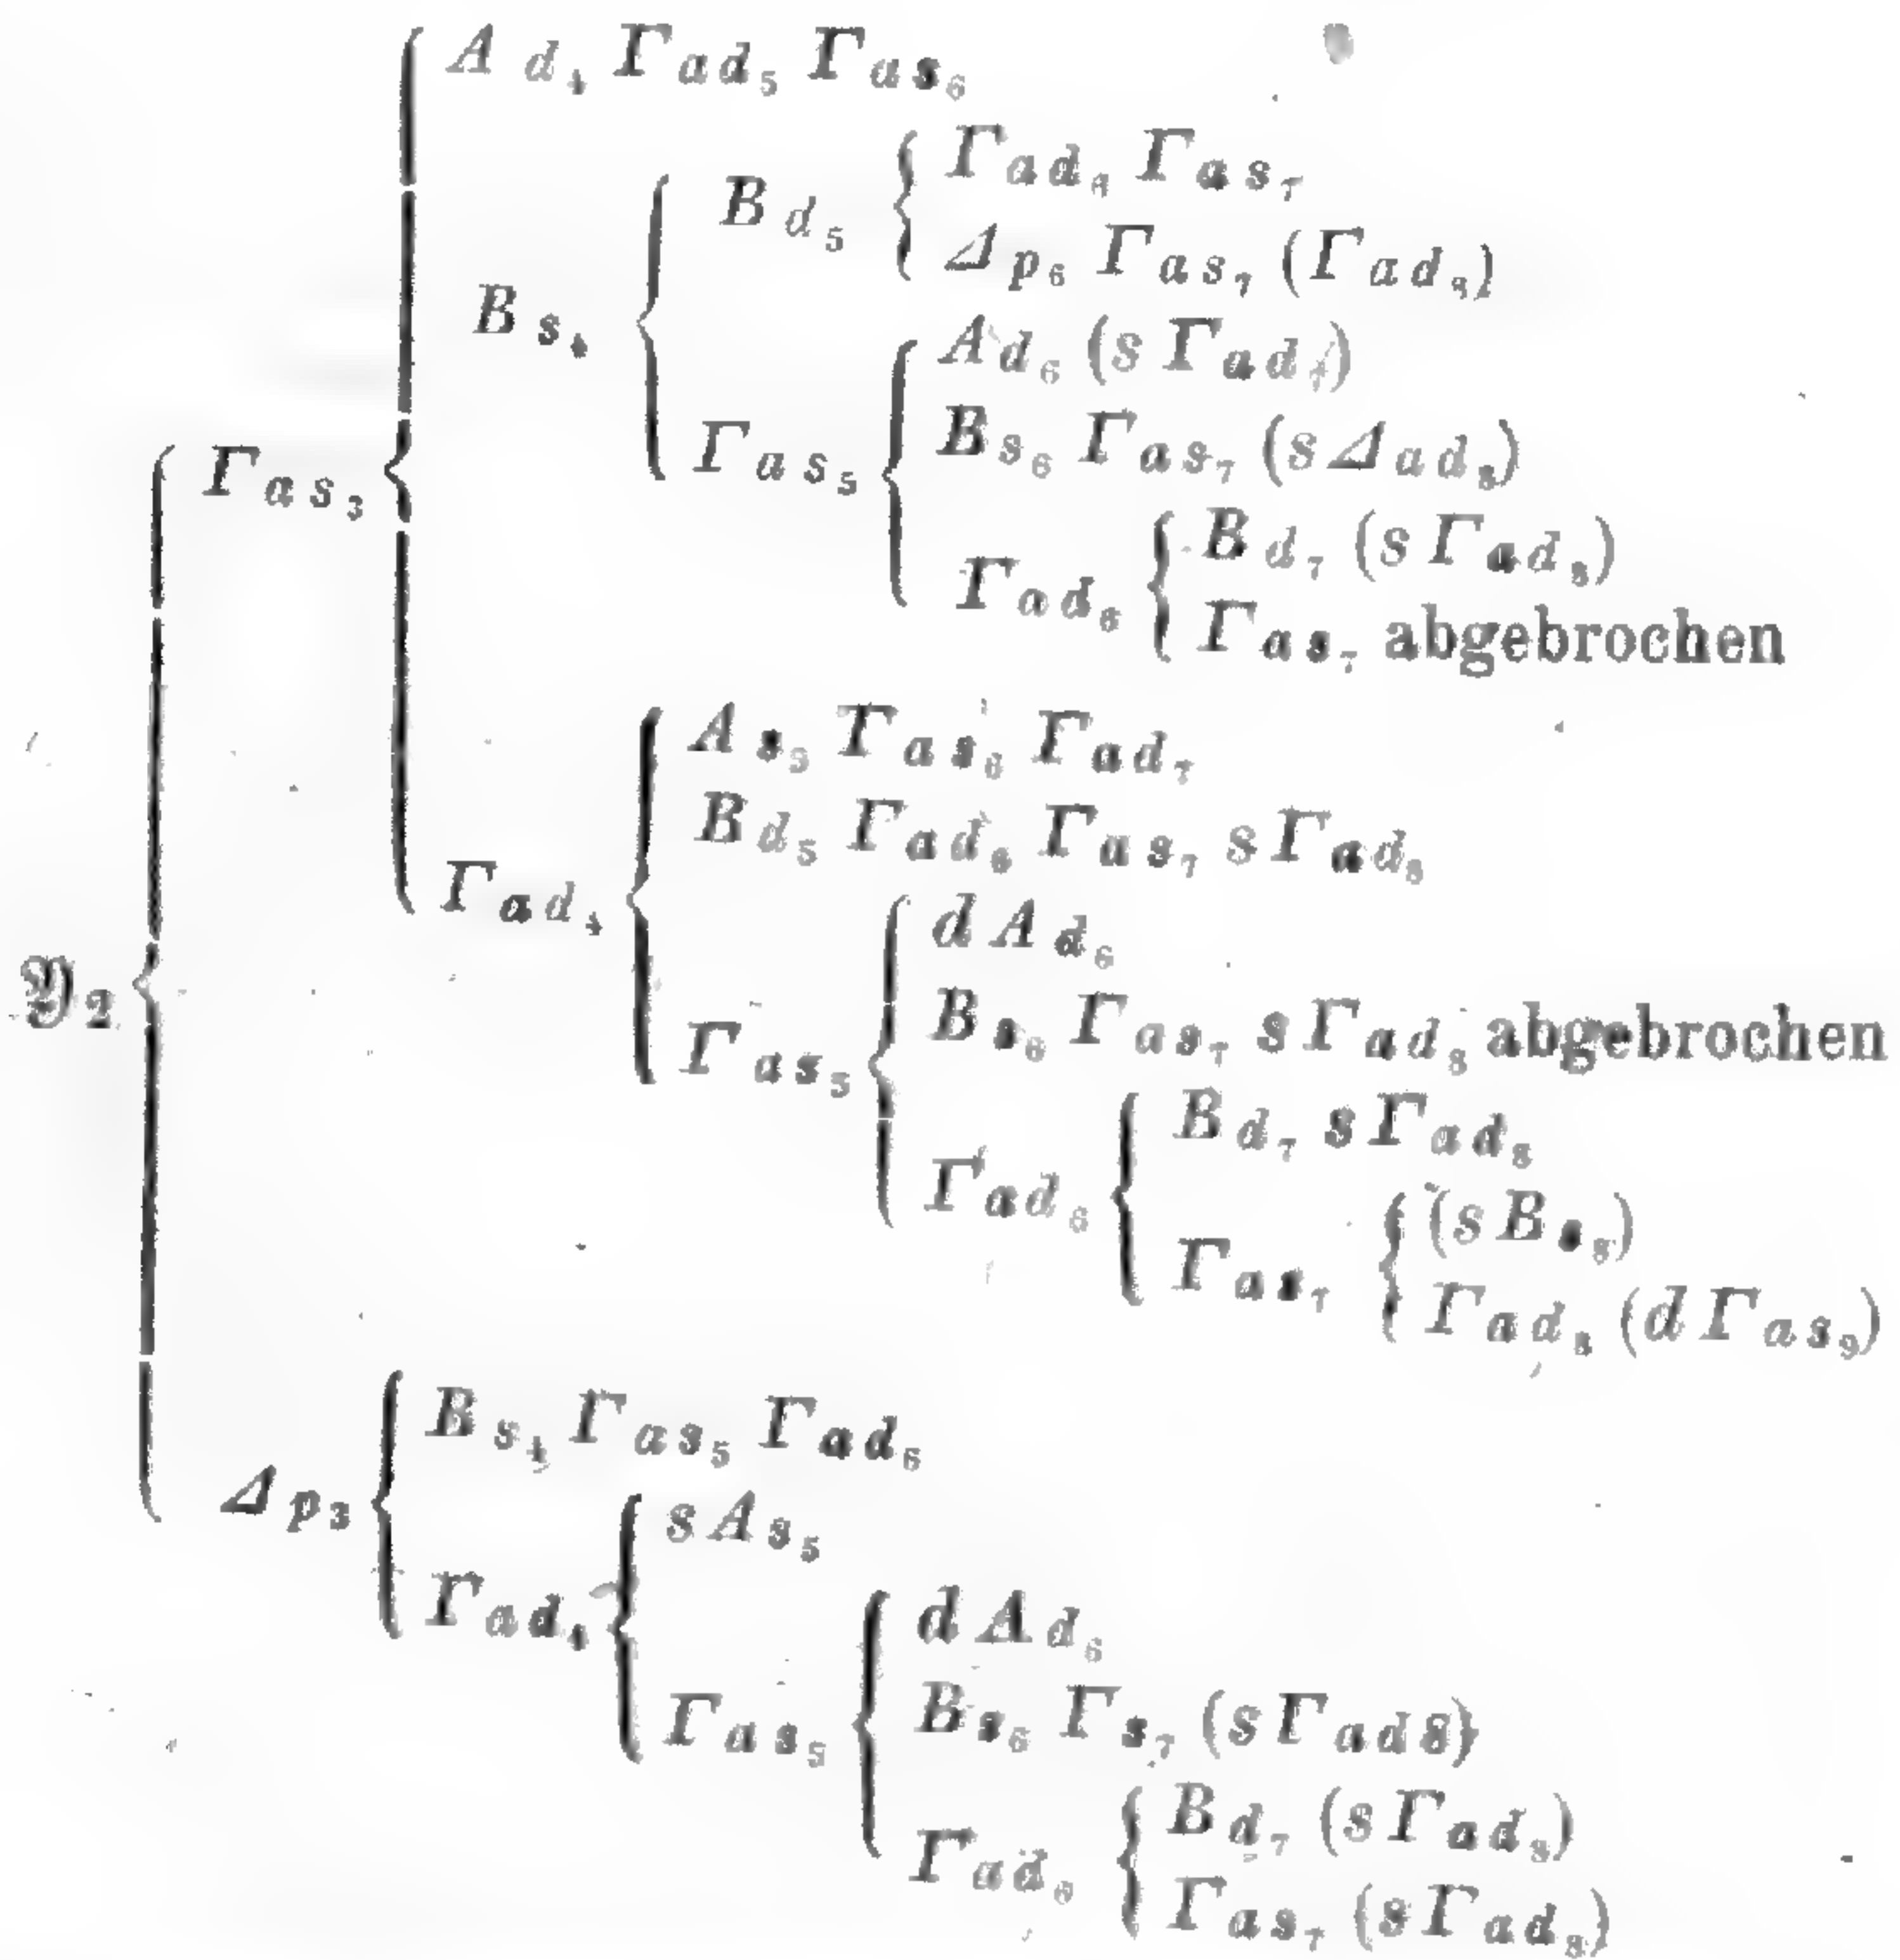 A d₄ Γ a d₅ Γ a s₆
Γ a d₆ Γ a s₇
B d₅
Δ p₆ Γ a s₇ (Γ a d₈)
B s₄
A d₆ (s Γ a d₇)
B s₆ Γ a s₇ (s Δ a d₈)
Γ a s₅
Γ a s₃
B d₇ (s Γ a d₈)
Γ a d₆
Γ a s₇ abgebrochen
A s₅ Γ a s₆ Γ a d₇
B d₅ Γ a d₆ Γ a s₇ s Γ a d₈
Γ a d₄
d A d₆
𝔜₂
B s₆ Γ a s₇ s Γ a d₈ abgebrochen
Γ a s₅
B d₇ s Γ a d₈
Γ a d₆
(s B s₈)
Γ a s₇
Γ a d₈ (d Γ a s₉)
B s₄ Γ a s₅ Γ a d₆
Δ p₃
s A s₅
Γ a d₄
d A d₆
B s₆ Γ s₇ (s Γ a d 8)
Γ a s₅
B d₇ (s Γ a d₈)
Γ a d₆
Γ a s₇ (s Γ a d₈)